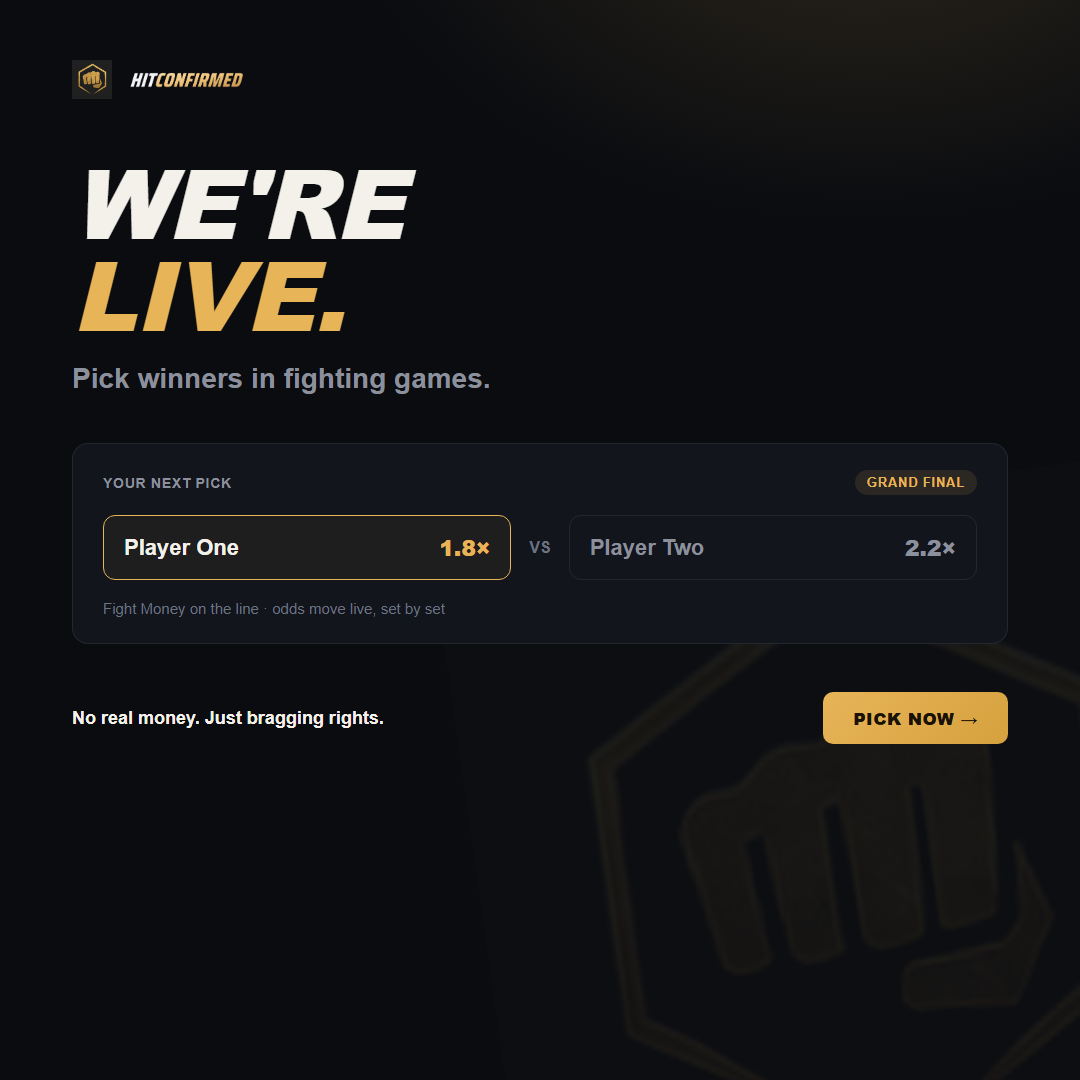 HITCONFIRMED
WE'RE
LIVE.
Pick winners in fighting games.
YOUR NEXT PICK GRAND FINAL
Player One 1.8× VS Player Two 2.2×
Fight Money on the line · odds move live, set by set
No real money. Just bragging rights. PICK NOW →